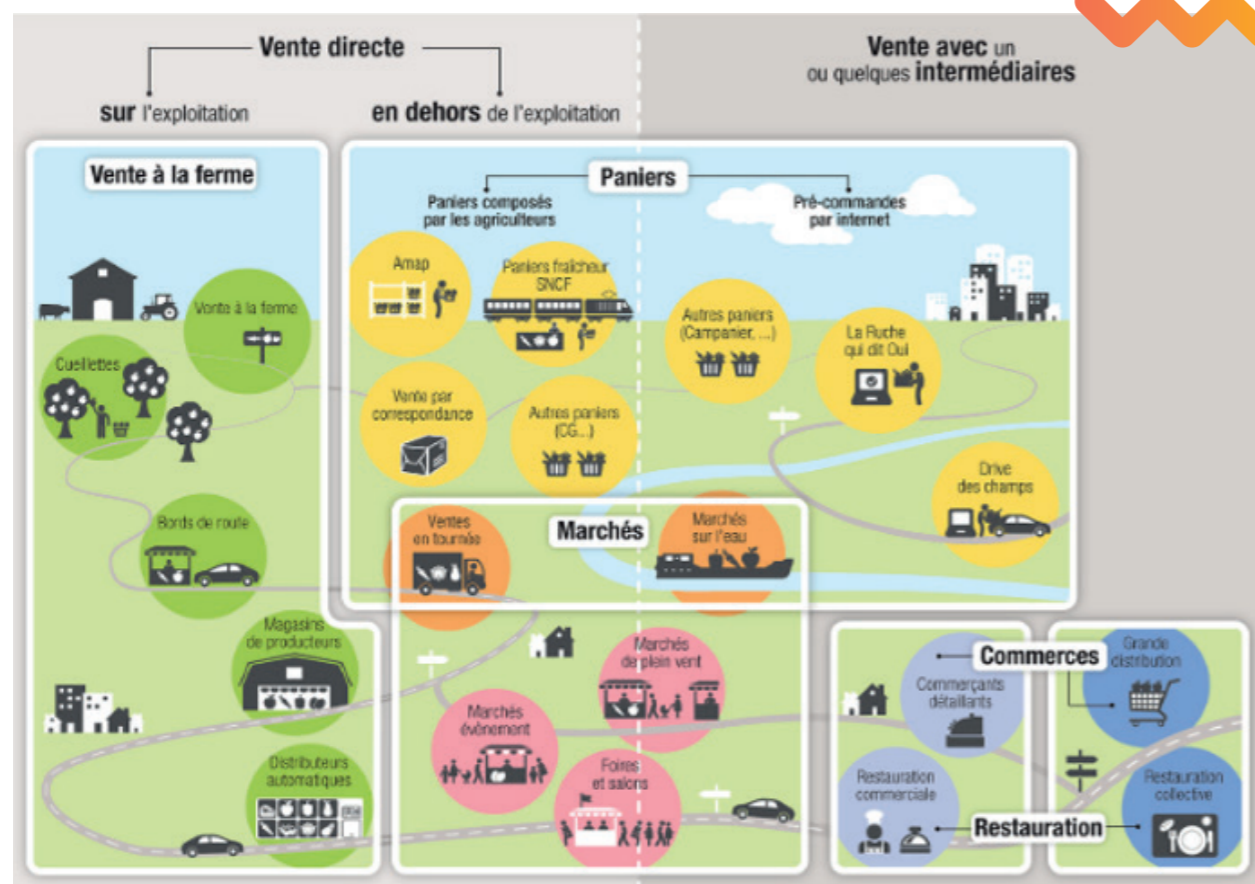 Vente directe
Vente avec un
ou quelques intermédiaires
sur l'exploitation
en dehors de l'exploitation
Vente à la ferme
Paniers
Paniers composés
par les agriculteurs
Pré-commandes
par internet
Amap
Paniers fraîcheur
SNCF
Vente à la ferme
Autres paniers
(Campanier, ...)
La Ruche
qui dit Oui
Cueillettes
Vente par
correspondance
Autres paniers
(CG...)
Drive
des champs
Bords de route
Ventes
en tournée
Marchés
Marchés
sur l'eau
Magasins
de producteurs
Marchés
de plein vent
Commerces
Grande
distribution
Commerçants
détaillants
Marchés
évènement
Distributeurs
automatiques
Foires
et salons
Restauration
commerciale
Restauration
collective
Restauration